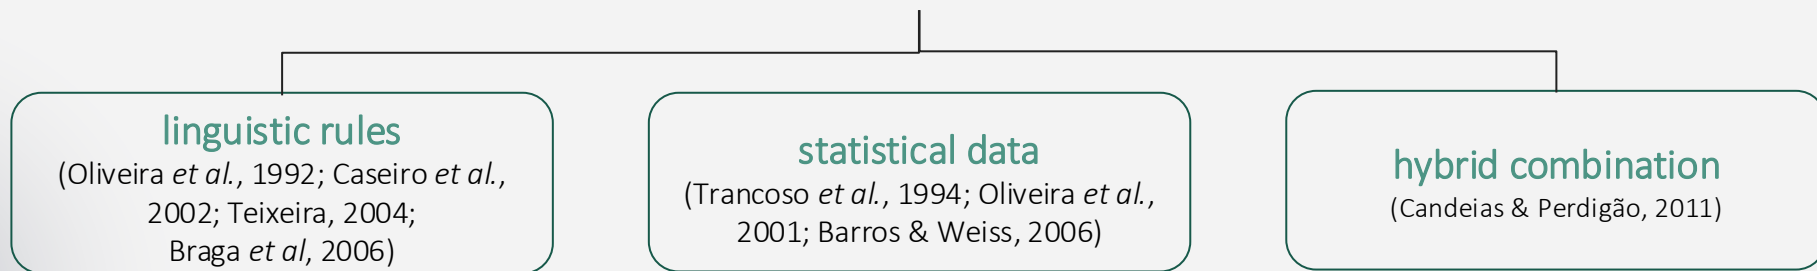 linguistic rules
(Oliveira et al., 1992; Caseiro et al.,
2002; Teixeira, 2004;
Braga et al, 2006)
statistical data
(Trancoso et al., 1994; Oliveira et al.,
2001; Barros & Weiss, 2006)
hybrid combination
(Candeias & Perdigão, 2011)